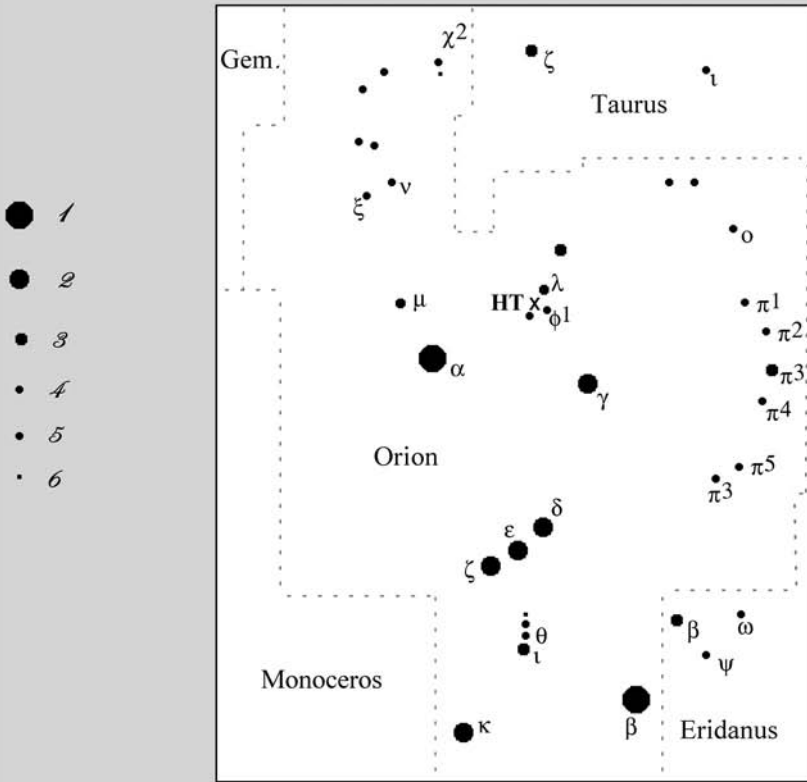 χ2
ζ
Gem.
ι
Taurus
ν
ξ
1
ο
2
λ
μ
HT x
φ1
π1
π2
3
α
π3
γ
4
π4
5
Orion
π5
6
π3
δ
ε
ζ
θ
β
ω
ι
ψ
Monoceros
κ
β
Eridanus